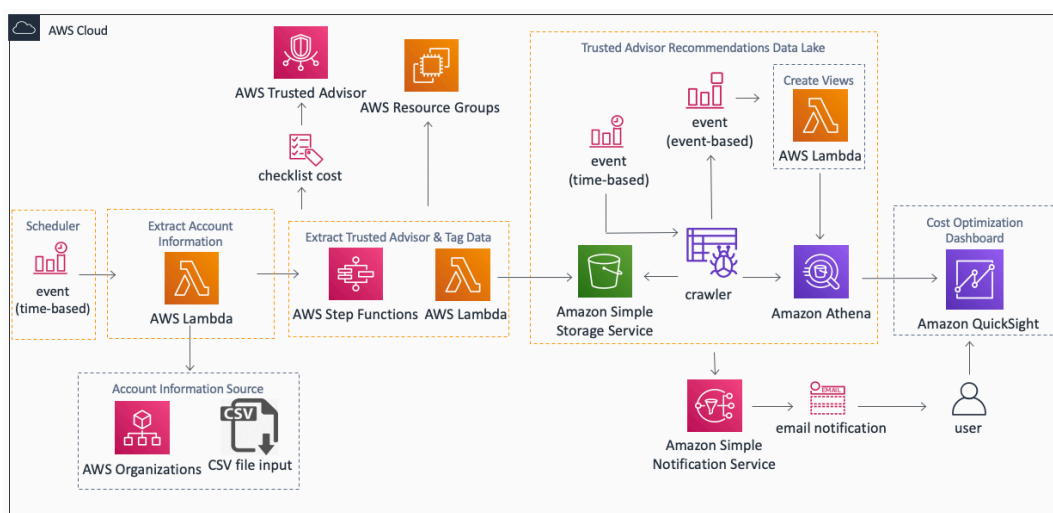 AWS Cloud
AWS Trusted Advisor
checklist cost
AWS Resource Groups
Scheduler
event
(time-based)
Extract Account
Information
AWS Lambda
Extract Trusted Advisor & Tag Data
AWS Step Functions
AWS Lambda
Account Information Source
AWS Organizations
CSV
CSV file input
Trusted Advisor Recommendations Data Lake
event
(time-based)
event
(event-based)
Create Views
AWS Lambda
Amazon Simple
Storage Service
crawler
Amazon Athena
Cost Optimization
Dashboard
Amazon QuickSight
Amazon Simple
Notification Service
EMAIL
email notification
user